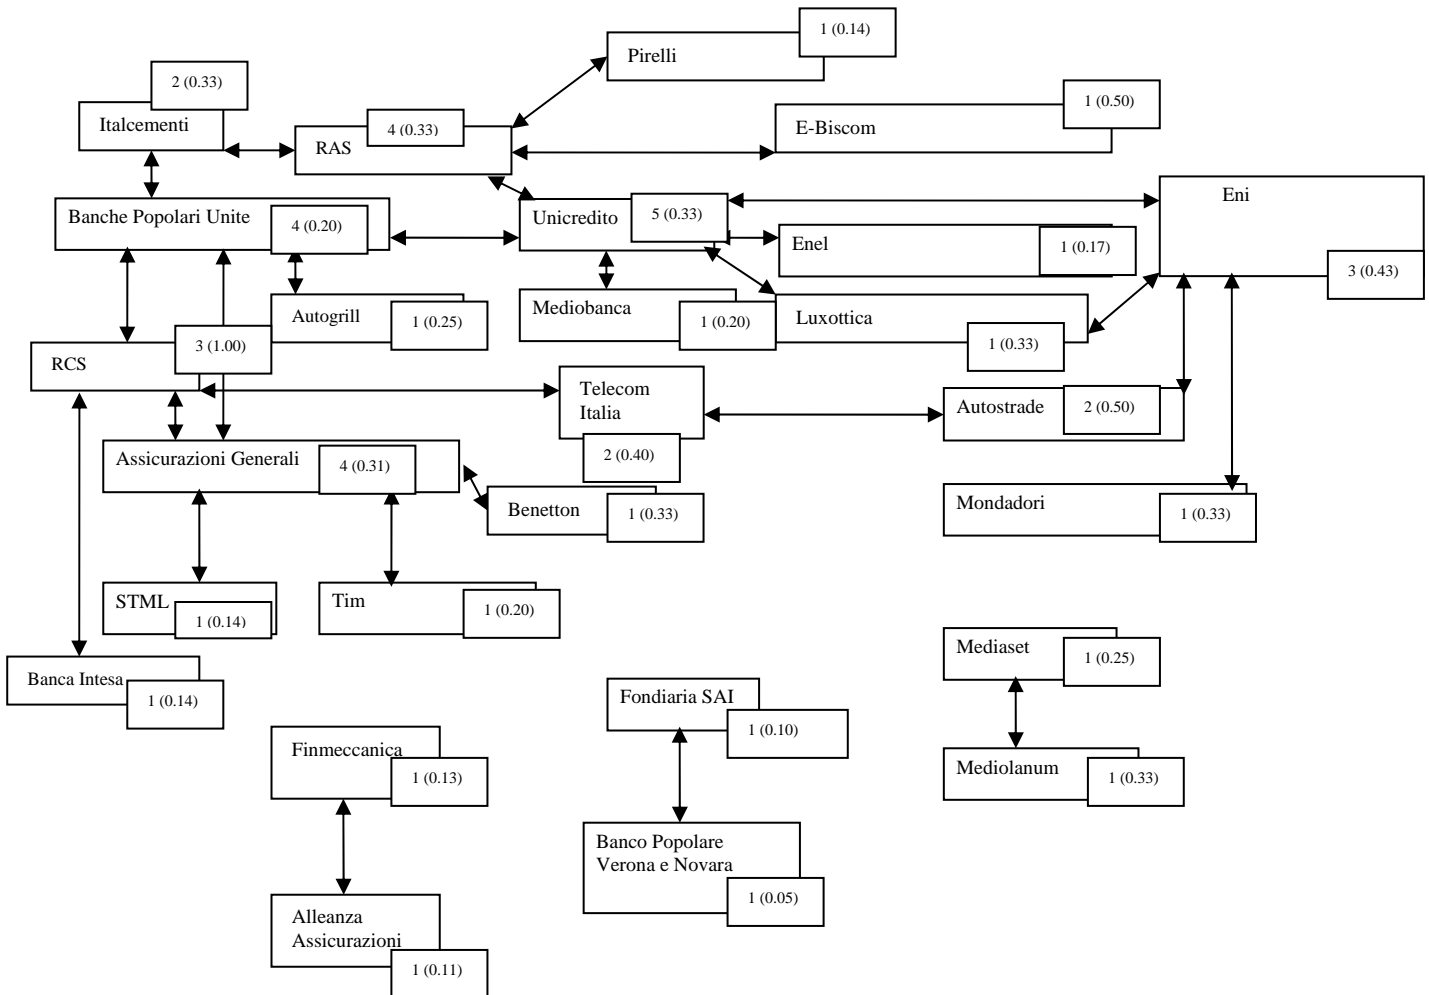 1 (0.14)
Pirelli
2 (0.33)
Italcementi
1 (0.50)
E-Biscom
4 (0.33)
RAS
Eni
3 (0.43)
Banche Popolari Unite
4 (0.20)
Unicredito
5 (0.33)
Enel
1 (0.17)
Autogrill
1 (0.25)
Mediobanca
1 (0.20)
Luxottica
1 (0.33)
3 (1.00)
RCS
Telecom
Italia
2 (0.40)
Autostrade
2 (0.50)
Assicurazioni Generali
4 (0.31)
Benetton
1 (0.33)
Mondadori
1 (0.33)
STML
1 (0.14)
Tim
1 (0.20)
Mediaset
1 (0.25)
Banca Intesa
1 (0.14)
Fondiaria SAI
1 (0.10)
Finmeccanica
1 (0.13)
Mediolanum
1 (0.33)
Banco Popolare
Verona e Novara
1 (0.05)
Alleanza
Assicurazioni
1 (0.11)